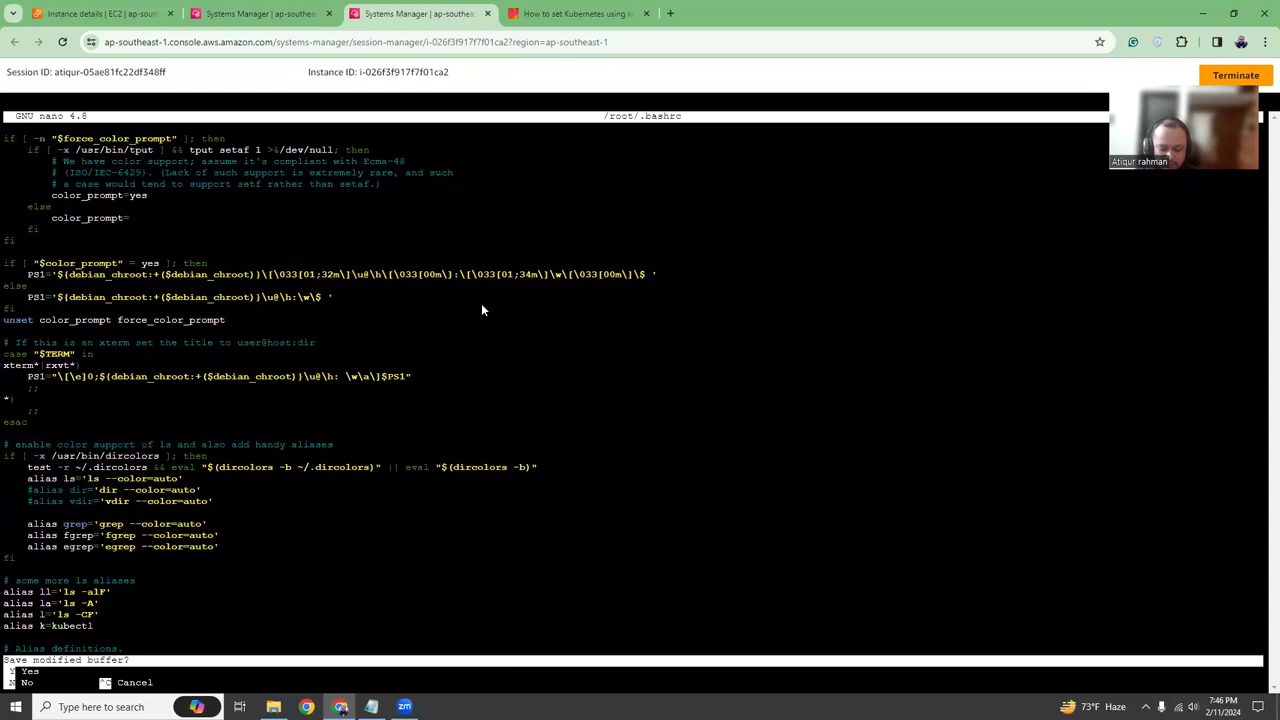 Instance details | EC2 | ap-sout
Systems Manager | ap-southeas
Systems Manager | ap-southeas
How to set Kubernetes using ku
ap-southeast-1.console.aws.amazon.com/systems-manager/session-manager/i-026f3f917f7f01ca2?region=ap-southeast-1
Session ID: atiqur-05ae81fc22df348ff
Instance ID: i-026f3f917f7f01ca2
Terminate
GNU nano 4.8
/root/.bashrc
if [ -n "$force_color_prompt" ]; then
    if [ -x /usr/bin/tput ] && tput setaf 1 >&/dev/null; then
        # We have color support; assume it's compliant with Ecma-48
        # (ISO/IEC-6429). (Lack of such support is extremely rare, and such
        # a case would tend to support setf rather than setaf.)
        color_prompt=yes
    else
        color_prompt=
    fi
fi
if [ "$color_prompt" = yes ]; then
    PS1='${debian_chroot:+($debian_chroot)}\[\033[01;32m\]\u@\h\[\033[00m\]:\[\033[01;34m\]\w\[\033[00m\]\$ '
else
    PS1='${debian_chroot:+($debian_chroot)}\u@\h:\w\$ '
fi
unset color_prompt force_color_prompt
# If this is an xterm set the title to user@host:dir
case "$TERM" in
xterm*|rxvt*)
    PS1="\[\e]0;${debian_chroot:+($debian_chroot)}\u@\h: \w\a\]$PS1"
    ;;
*)
    ;;
esac
# enable color support of ls and also add handy aliases
if [ -x /usr/bin/dircolors ]; then
    test -r ~/.dircolors && eval "$(dircolors -b ~/.dircolors)" || eval "$(dircolors -b)"
    alias ls='ls --color=auto'
    #alias dir='dir --color=auto'
    #alias vdir='vdir --color=auto'
    alias grep='grep --color=auto'
    alias fgrep='fgrep --color=auto'
    alias egrep='egrep --color=auto'
fi
# some more ls aliases
alias ll='ls -alF'
alias la='ls -A'
alias l='ls -CF'
alias k=kubectl
# Alias definitions.
Save modified buffer?
Y Yes
N No
^C Cancel
Atiqur rahman
Type here to search
zm
73°F Haze
7:46 PM
2/11/2024